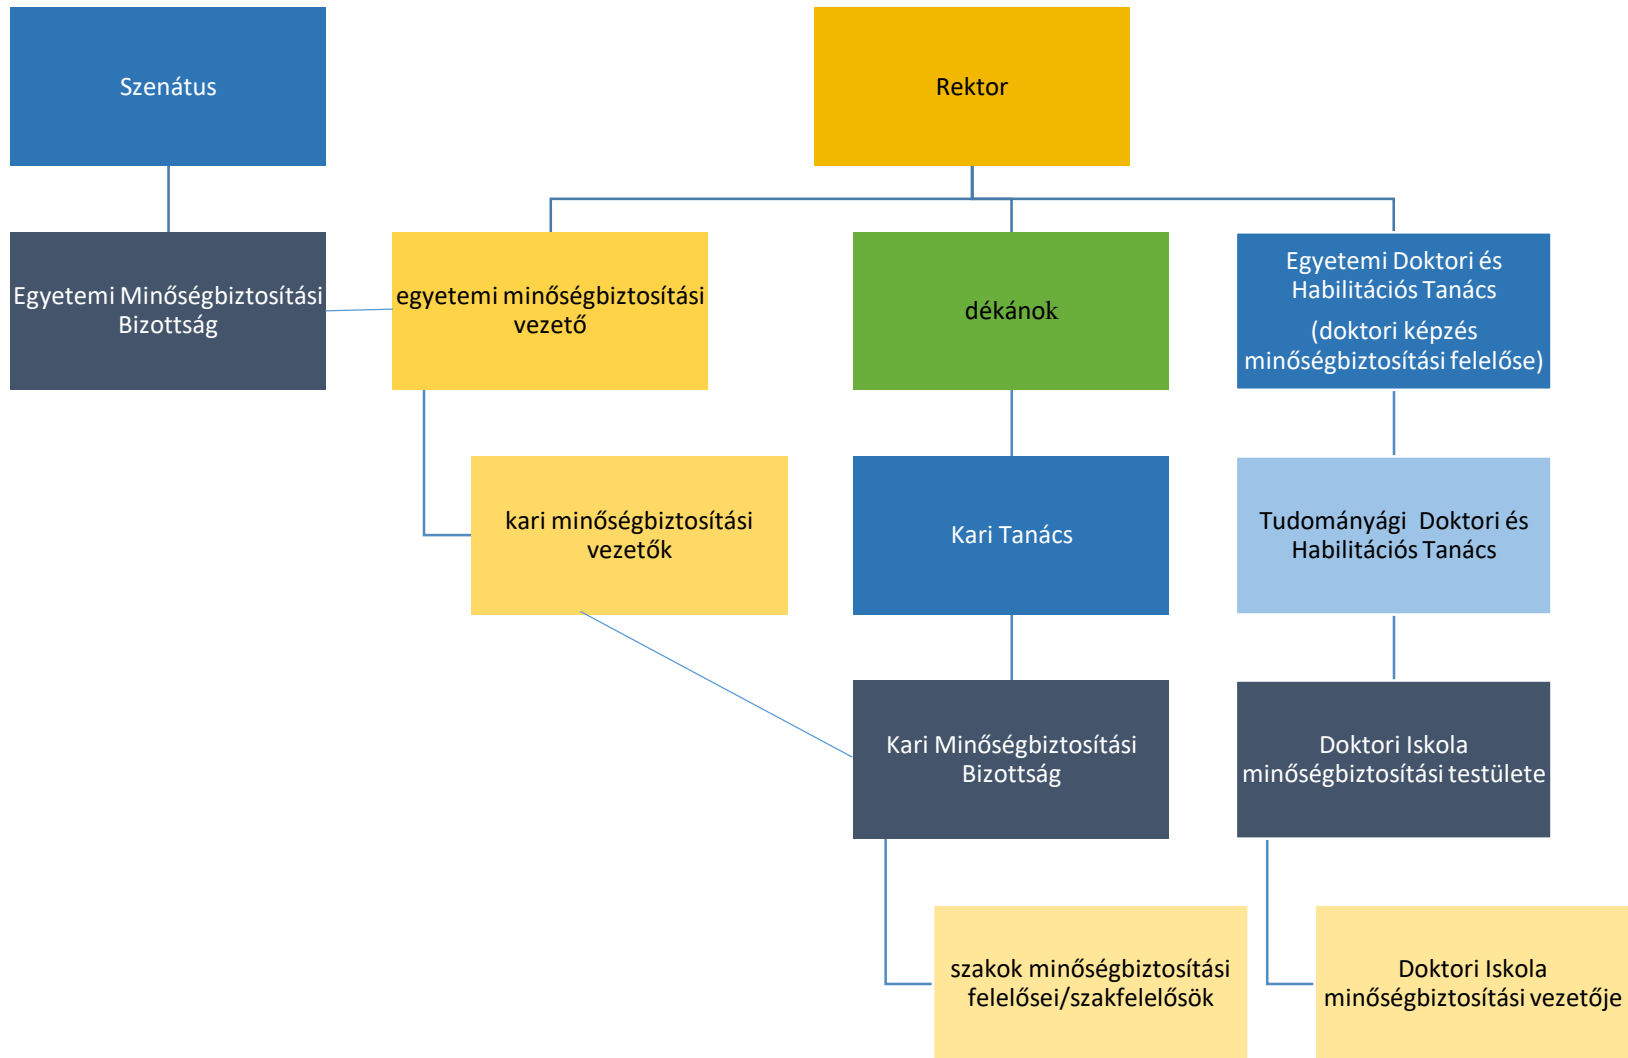 Szenátus
Rektor
Egyetemi Minőségbiztosítási
Bizottság
egyetemi minőségbiztosítási
vezető
dékánok
Egyetemi Doktori és
Habilitációs Tanács
(doktori képzés
minőségbiztosítási felelőse)
kari minőségbiztosítási
vezetők
Kari Tanács
Tudományági Doktori és
Habilitációs Tanács
Kari Minőségbiztosítási
Bizottság
Doktori Iskola
minőségbiztosítási testülete
szakok minőségbiztosítási
felelősei/szakfelelősök
Doktori Iskola
minőségbiztosítási vezetője